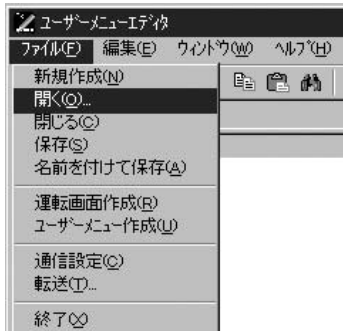 ユーザーメニューエディタ
ファイル(F) 編集(E) ウィンドウ(W) ヘルプ(H)
新規作成(N)
開く(O)...
閉じる(C)
保存(S)
名前を付けて保存(A)
運転画面作成(R)
ユーザーメニュー作成(U)
通信設定(C)
転送(T)...
終了(X)